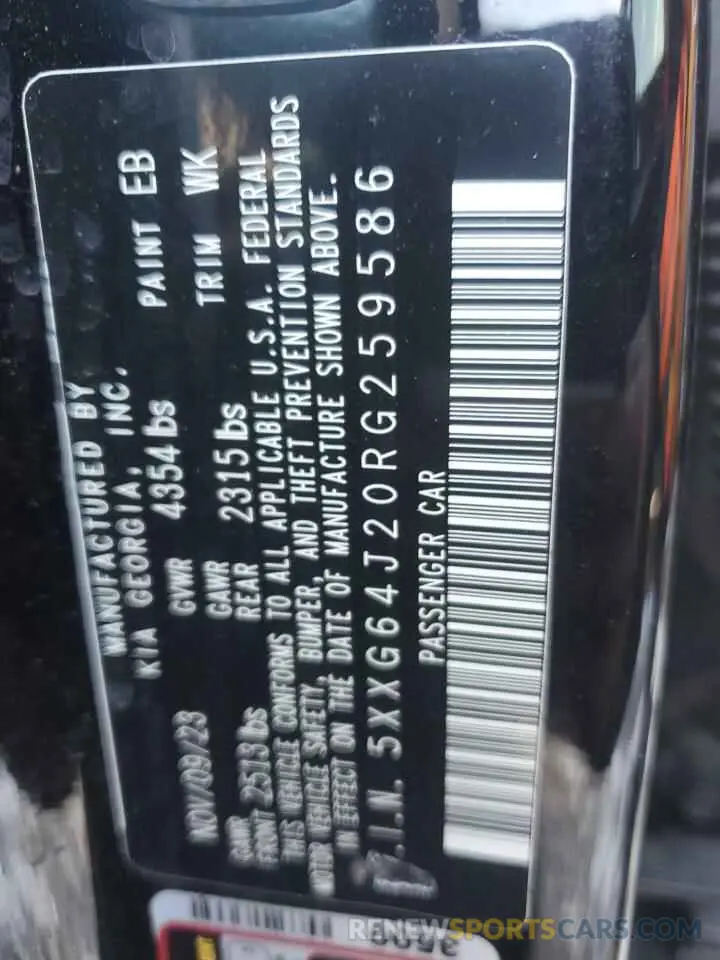 MANUFACTURED BY
KIA GEORGIA, INC.
NOV/09/23 GVWR 4354 lbs PAINT EB
GAWR GAWR TRIM WK
FRONT 2513 lbs REAR 2315 lbs
THIS VEHICLE CONFORMS TO ALL APPLICABLE U.S.A. FEDERAL
MOTOR VEHICLE SAFETY, BUMPER, AND THEFT PREVENTION STANDARDS
IN EFFECT ON THE DATE OF MANUFACTURE SHOWN ABOVE.
V.I.N. 5XXG64J20RG259586
PASSENGER CAR
RENEWSPORTSCARS.COM